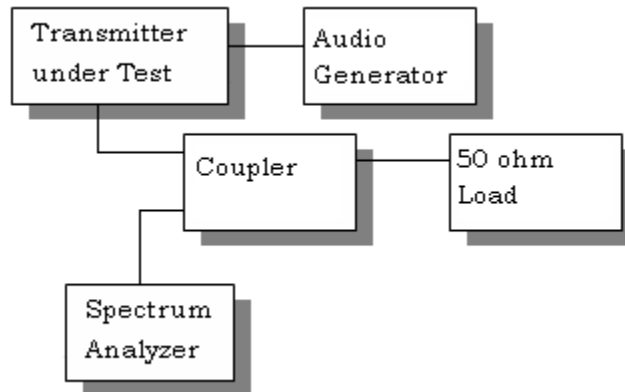 Transmitter
under Test
Audio
Generator
Coupler
50 ohm
Load
Spectrum
Analyzer